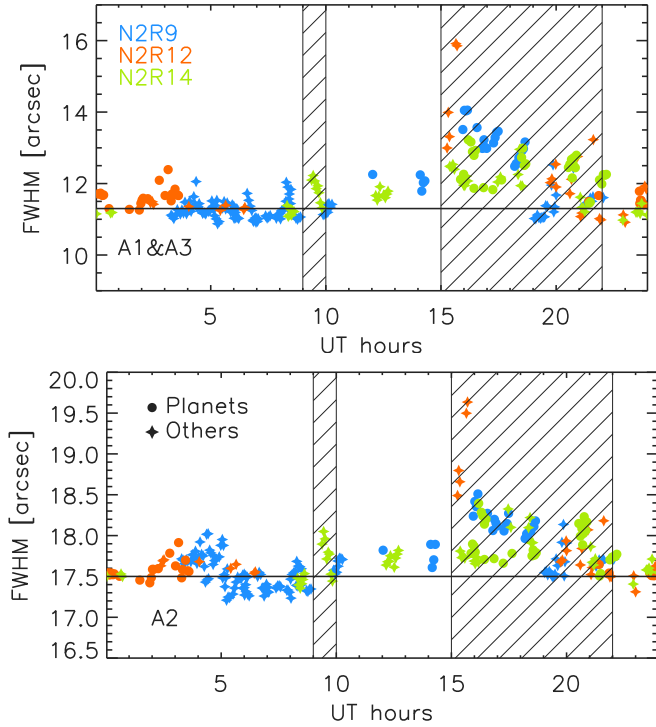 16
N2R9
N2R12
N2R14
14
12
10
FWHM [arcsec]
A1&A3
5 10 15 20
UT hours
20.0
Planets
19.5
Others
19.0
18.5
18.0
17.5
17.0
16.5
FWHM [arcsec]
A2
5 10 15 20
UT hours